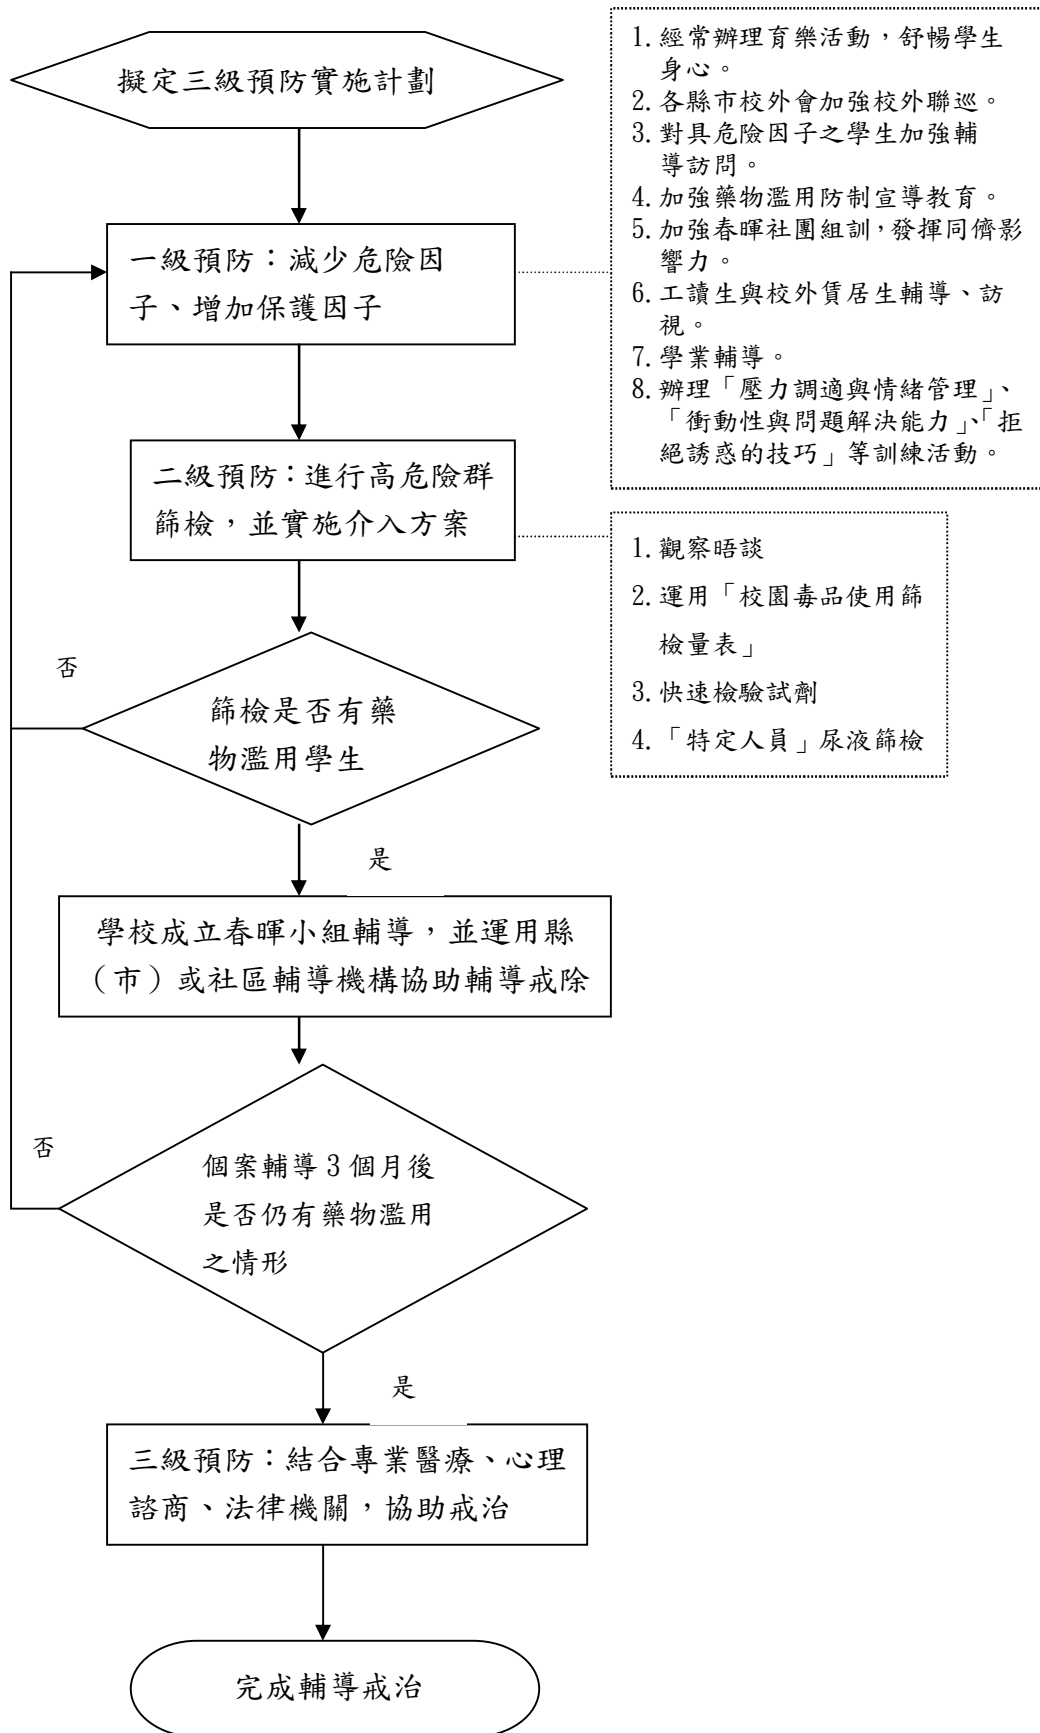 擬定三級預防實施計劃
1.經常辦理育樂活動，舒暢學生
身心。
2.各縣市校外會加強校外聯巡。
3.對具危險因子之學生加強輔
導訪問。
4.加強藥物濫用防制宣導教育。
5.加強春暉社團組訓，發揮同儕影
響力。
6.工讀生與校外賃居生輔導、訪
視。
7.學業輔導。
8.辦理「壓力調適與情緒管理」、
「衝動性與問題解決能力」、「拒
絕誘惑的技巧」等訓練活動。
一級預防：減少危險因
子、增加保護因子
二級預防：進行高危險群
篩檢，並實施介入方案
1.觀察晤談
2.運用「校園毒品使用篩
檢量表」
3.快速檢驗試劑
4.「特定人員」尿液篩檢
否
篩檢是否有藥
物濫用學生
是
學校成立春暉小組輔導，並運用縣
（市）或社區輔導機構協助輔導戒除
否
個案輔導3個月後
是否仍有藥物濫用
之情形
是
三級預防：結合專業醫療、心理
諮商、法律機關，協助戒治
完成輔導戒治